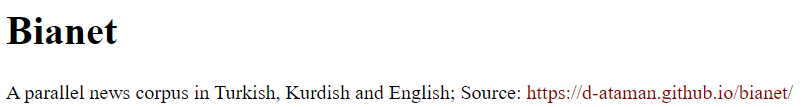 Bianet
A parallel news corpus in Turkish, Kurdish and English; Source: https://d-ataman.github.io/bianet/